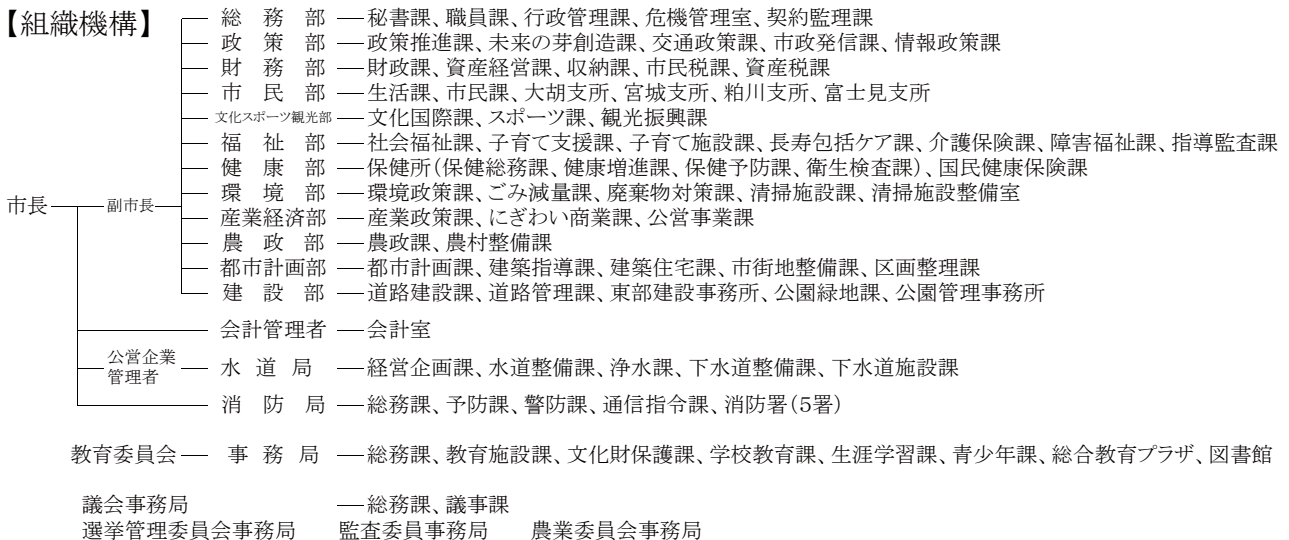 【組織機構】
総務部 秘書課、職員課、行政管理課、危機管理室、契約監理課
政策部 政策推進課、未来の芽創造課、交通政策課、市政発信課、情報政策課
財務部 財政課、資産経営課、収納課、市民税課、資産税課
市民部 生活課、市民課、大胡支所、宮城支所、粕川支所、富士見支所
文化スポーツ観光部 文化国際課、スポーツ課、観光振興課
福祉部 社会福祉課、子育て支援課、子育て施設課、長寿包括ケア課、介護保険課、障害福祉課、指導監査課
健康部 保健所(保健総務課、健康増進課、保健予防課、衛生検査課)、国民健康保険課
環境部 環境政策課、ごみ減量課、廃棄物対策課、清掃施設課、清掃施設整備室
市長 副市長
産業経済部 産業政策課、にぎわい商業課、公営事業課
農政部 農政課、農村整備課
都市計画部 都市計画課、建築指導課、建築住宅課、市街地整備課、区画整理課
建設部 道路建設課、道路管理課、東部建設事務所、公園緑地課、公園管理事務所
会計管理者 会計室
公営企業
管理者
水道局 経営企画課、水道整備課、浄水課、下水道整備課、下水道施設課
消防局 総務課、予防課、警防課、通信指令課、消防署(5署)
教育委員会 事務局 総務課、教育施設課、文化財保護課、学校教育課、生涯学習課、青少年課、総合教育プラザ、図書館
議会事務局 総務課、議事課
選挙管理委員会事務局 監査委員事務局 農業委員会事務局